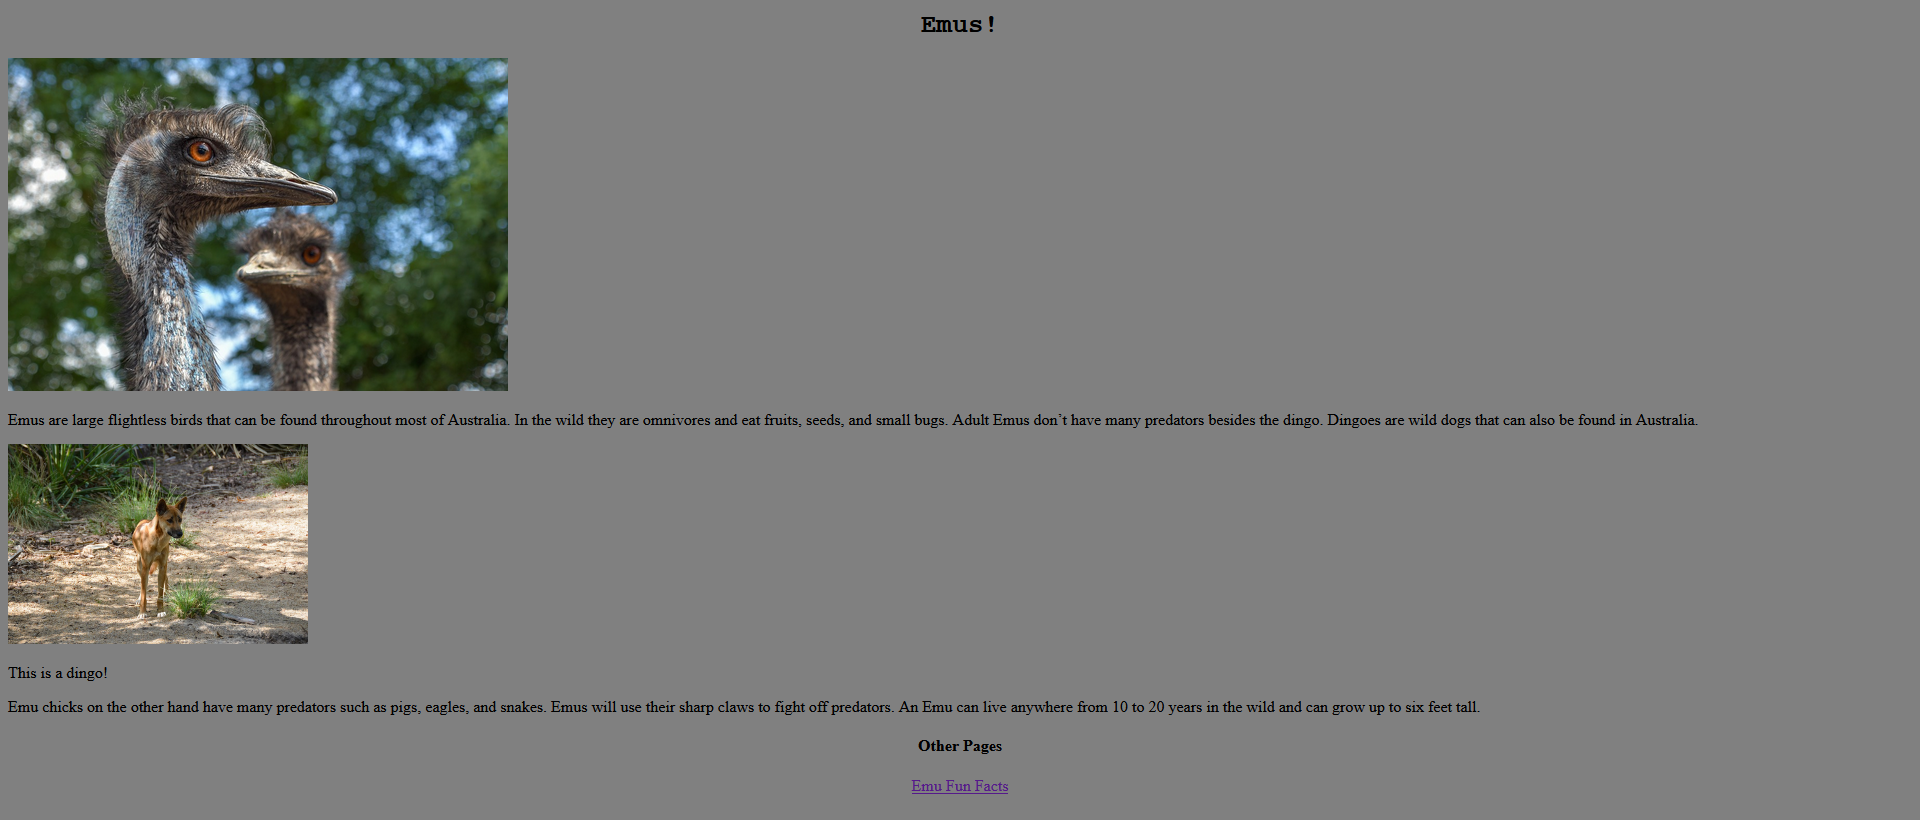 Emus!
Emus are large flightless birds that can be found throughout most of Australia. In the wild they are omnivores and eat fruits, seeds, and small bugs. Adult Emus don’t have many predators besides the dingo. Dingoes are wild dogs that can also be found in Australia.
This is a dingo!
Emu chicks on the other hand have many predators such as pigs, eagles, and snakes. Emus will use their sharp claws to fight off predators. An Emu can live anywhere from 10 to 20 years in the wild and can grow up to six feet tall.
Other Pages
Emu Fun Facts